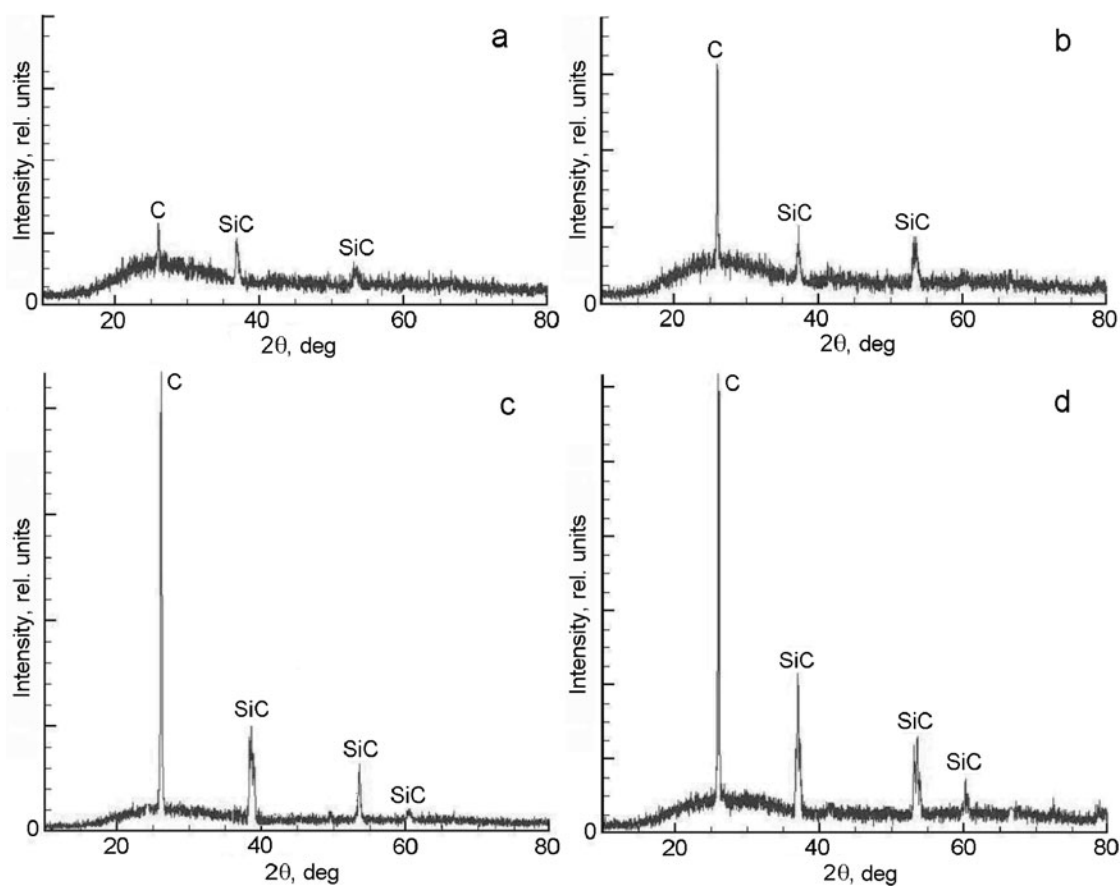 a
C
SiC
SiC
Intensity, rel. units
0
20
40
60
80
2θ, deg
b
C
SiC
SiC
Intensity, rel. units
0
20
40
60
80
2θ, deg
c
C
SiC
SiC
SiC
Intensity, rel. units
0
20
40
60
80
2θ, deg
d
C
SiC
SiC
SiC
Intensity, rel. units
0
20
40
60
80
2θ, deg